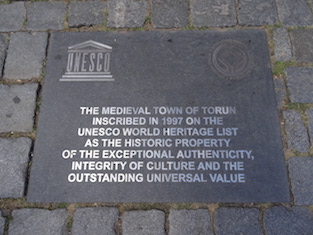 UNESCO
THE MEDIEVAL TOWN OF TORUŃ
INSCRIBED IN 1997 ON THE
UNESCO WORLD HERITAGE LIST
AS THE HISTORIC PROPERTY
OF THE EXCEPTIONAL AUTHENTICITY,
INTEGRITY OF CULTURE AND THE
OUTSTANDING UNIVERSAL VALUE